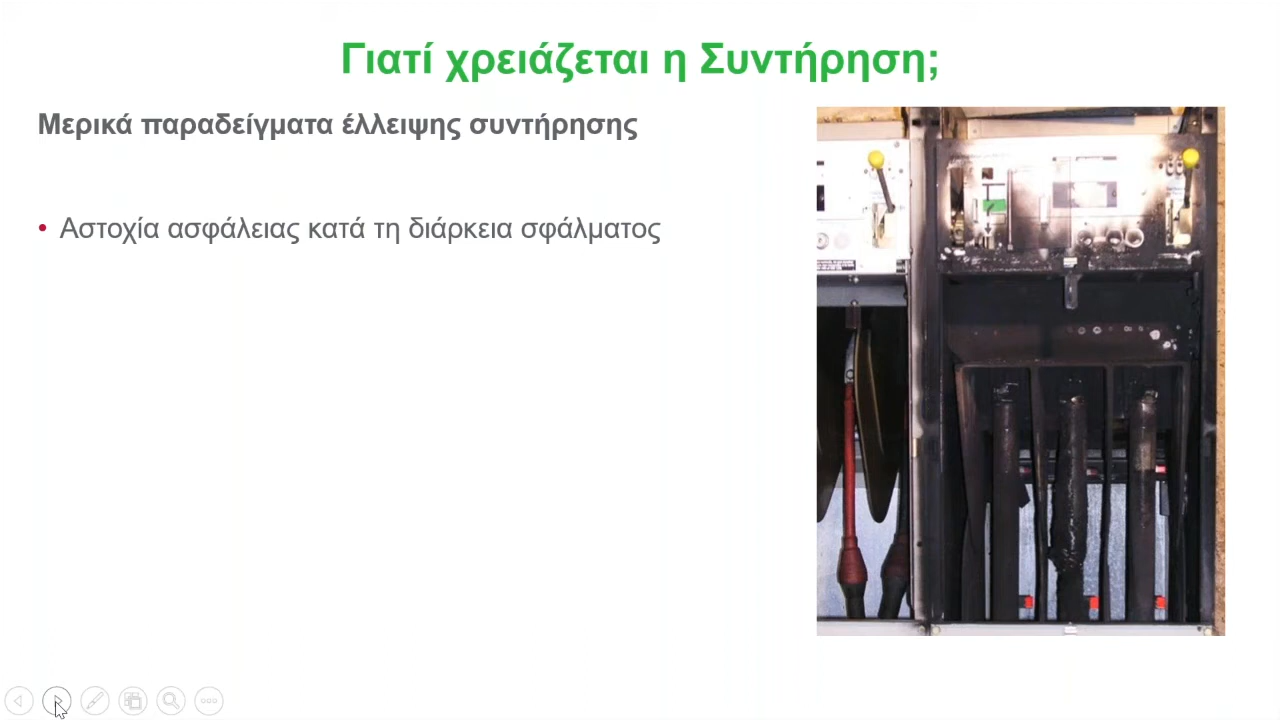 Γιατί χρειάζεται η Συντήρηση;
Μερικά παραδείγματα έλλειψης συντήρησης
• Αστοχία ασφάλειας κατά τη διάρκεια σφάλματος